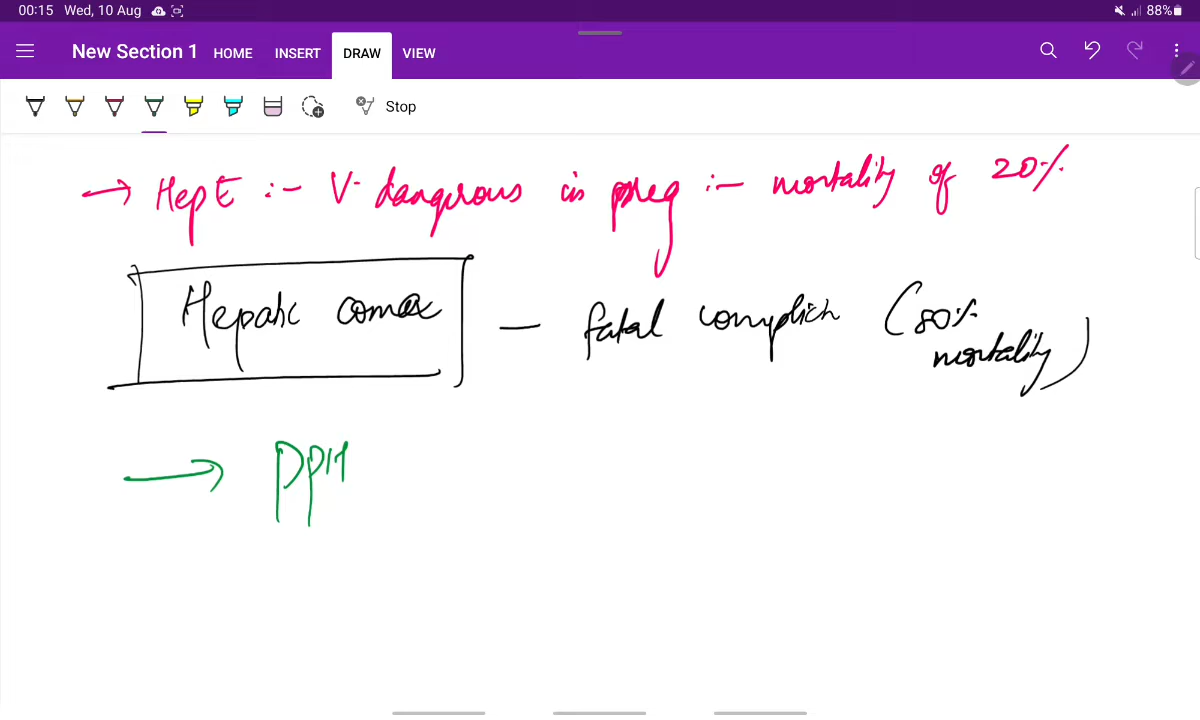 00:15 Wed, 10 Aug 88%
New Section 1 HOME INSERT DRAW VIEW
Stop
→ Hep E :- V. dangerous in preg :- mortality of 20%
Hepatic coma — fatal complicn (80% mortality)
→ PPH